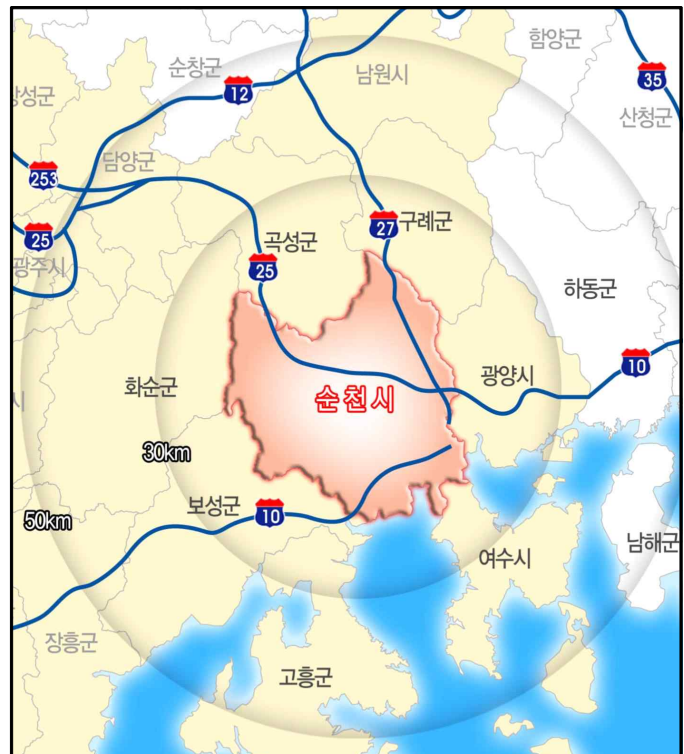 함양군
순창군
남원시
35
12
산청군
장성군
담양군
253
구례군
27
곡성군
25
25
광주시
하동군
10
광양시
화순군
순천시
30km
보성군
10
50km
남해군
여수시
장흥군
고흥군